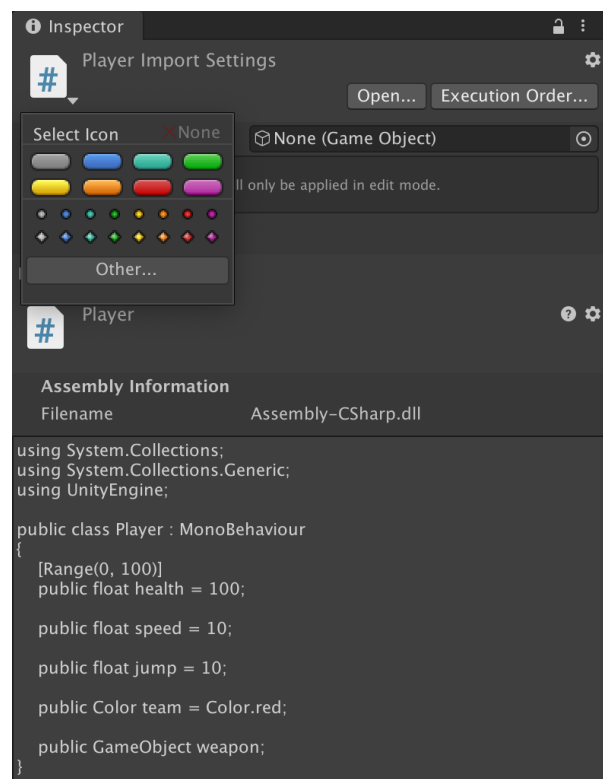 Inspector
Player Import Settings
Open... Execution Order...
Select Icon None
None (Game Object)
ll only be applied in edit mode.
Other...
Player
Assembly Information
Filename Assembly-CSharp.dll
using System.Collections;
using System.Collections.Generic;
using UnityEngine;
public class Player : MonoBehaviour
{
[Range(0, 100)]
public float health = 100;
public float speed = 10;
public float jump = 10;
public Color team = Color.red;
public GameObject weapon;
}